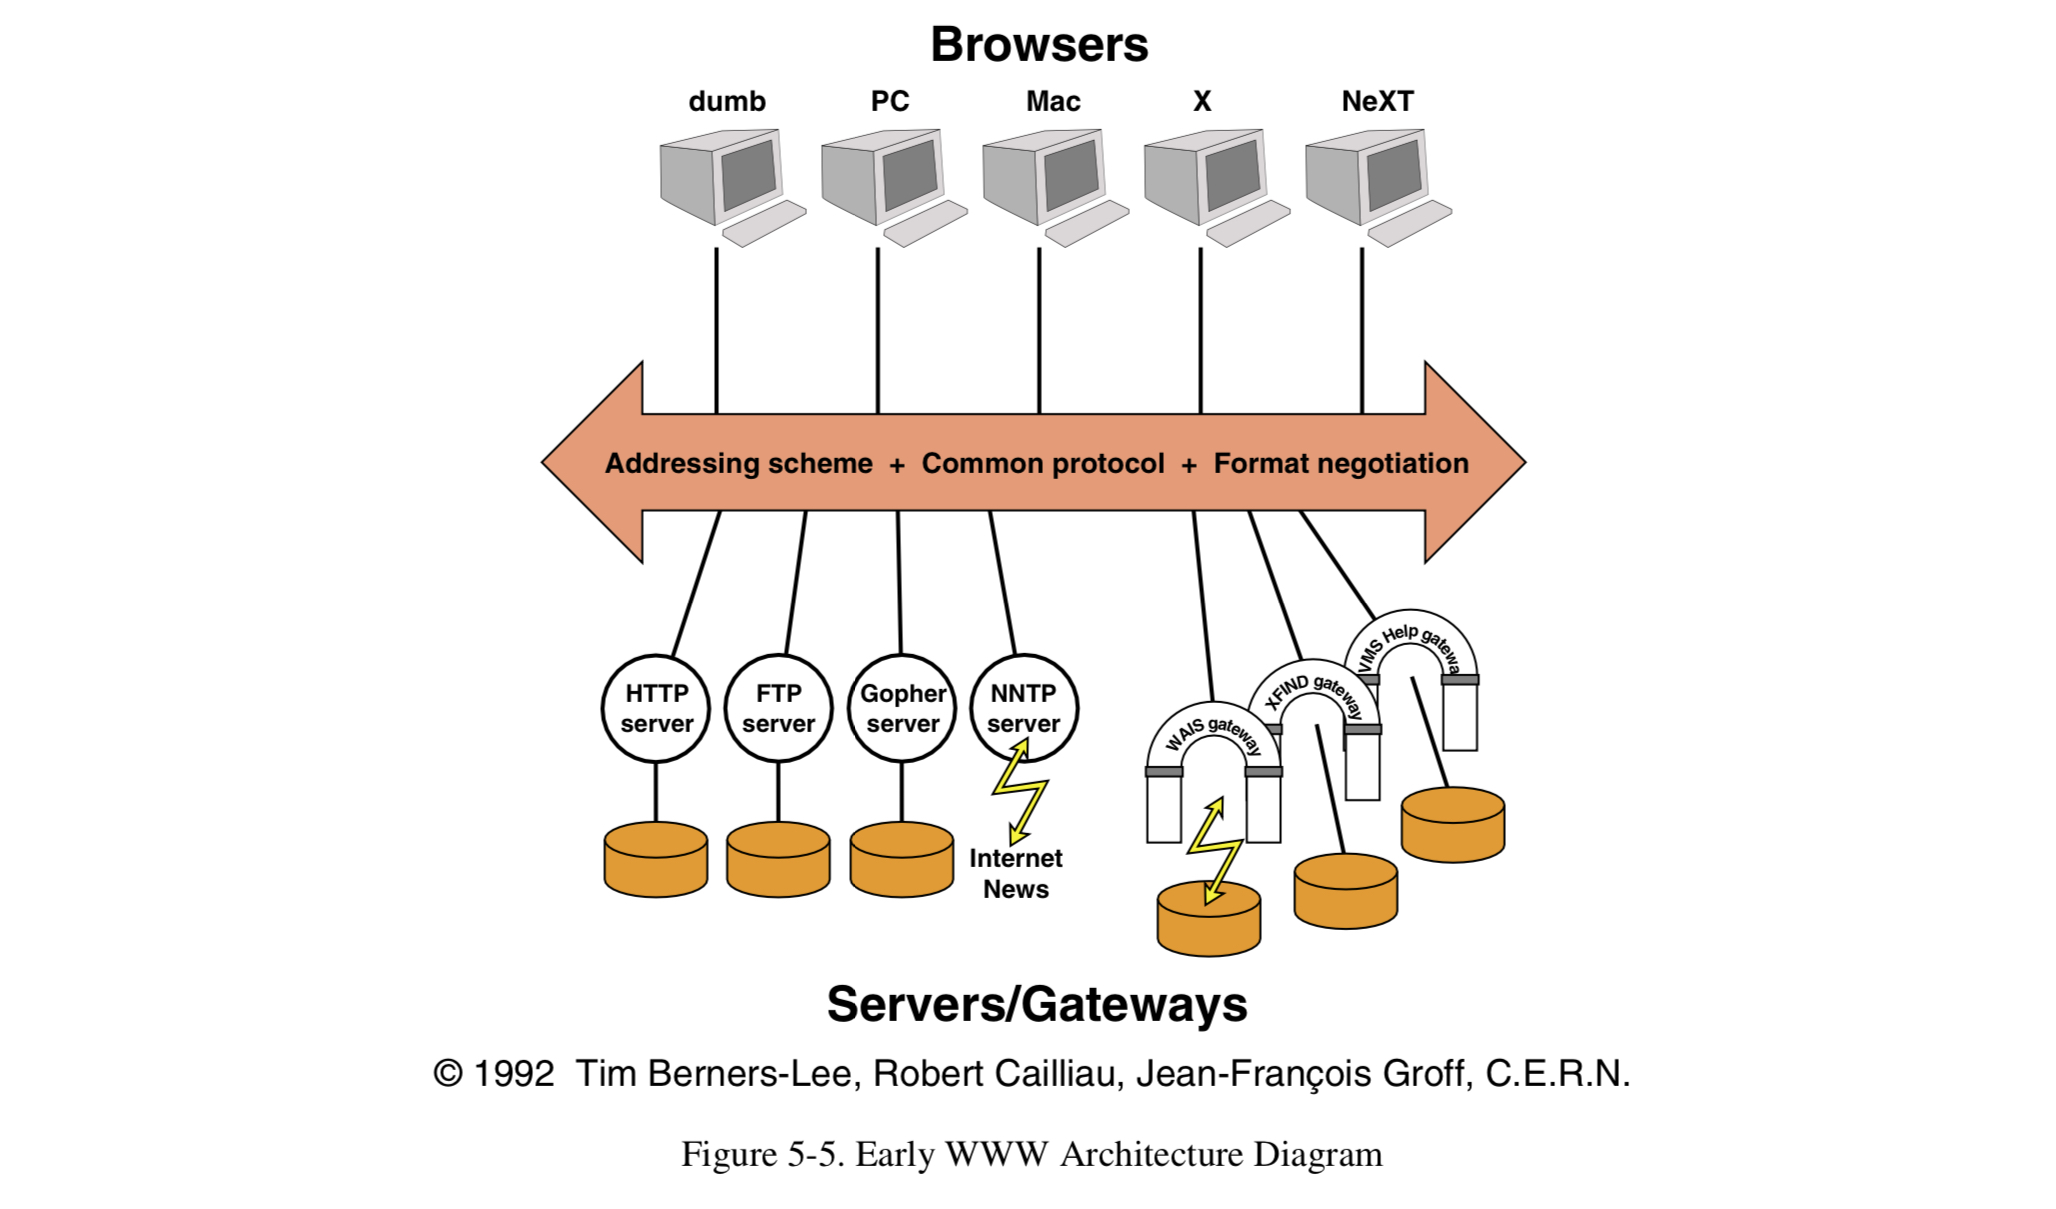 Browsers
dumb
PC
Mac
X
NeXT
Addressing scheme + Common protocol + Format negotiation
HTTP
server
FTP
server
Gopher
server
NNTP
server
WAIS gateway
XFIND gateway
VMS Help gatewa
Internet
News
Servers/Gateways
© 1992 Tim Berners-Lee, Robert Cailliau, Jean-François Groff, C.E.R.N.
Figure 5-5. Early WWW Architecture Diagram